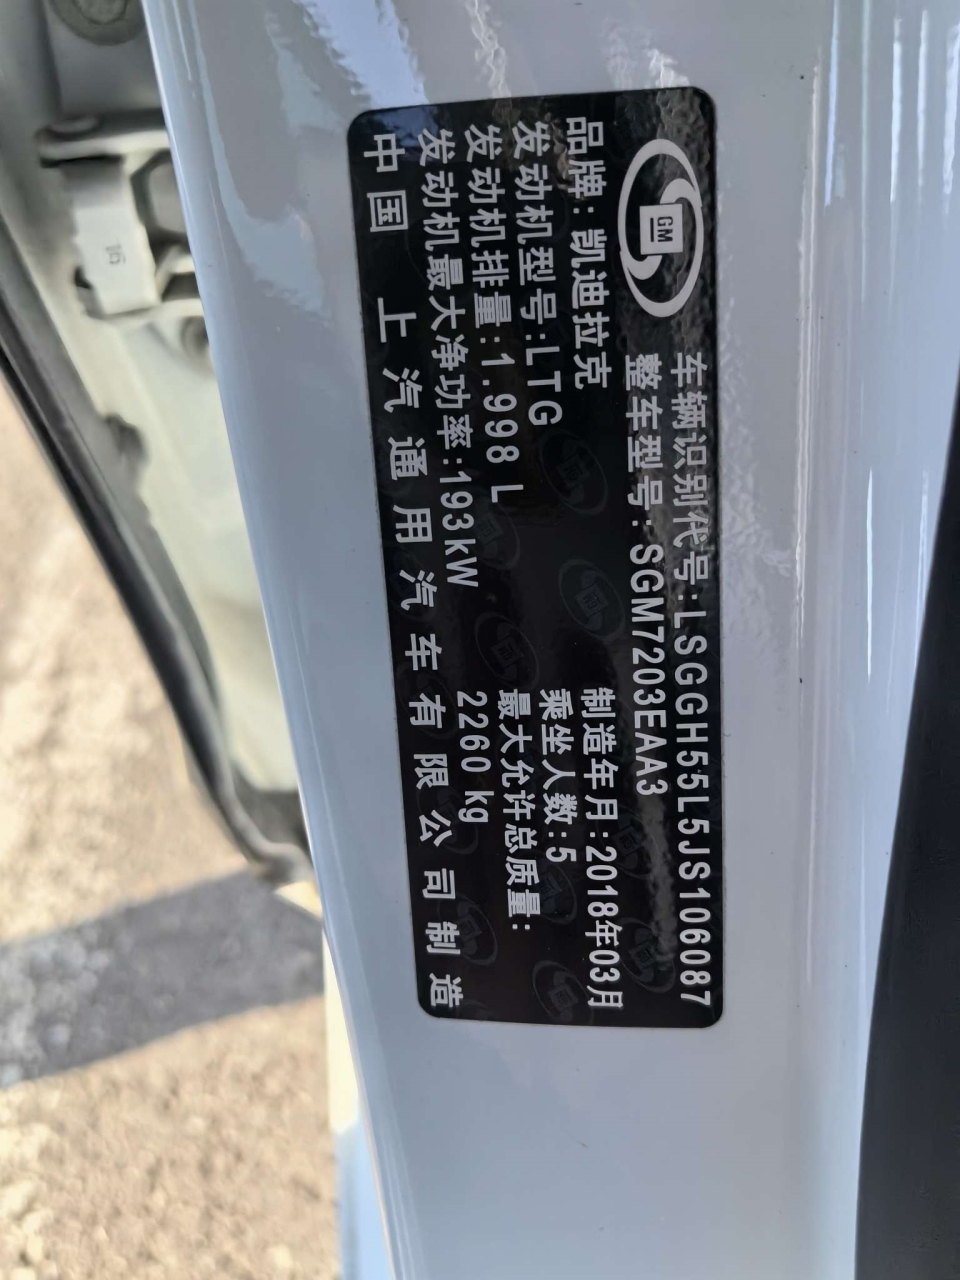 GM
车辆识别代号:LSGGH55L5JS106087
整车型号:SGM7203EAA3
品牌:凯迪拉克
制造年月:2018年03月
发动机型号:LTG
乘坐人数:5
发动机排量:1.998 L
最大允许总质量:
发动机最大净功率:193kW
2260 kg
中国 上汽通用汽车有限公司制造
16